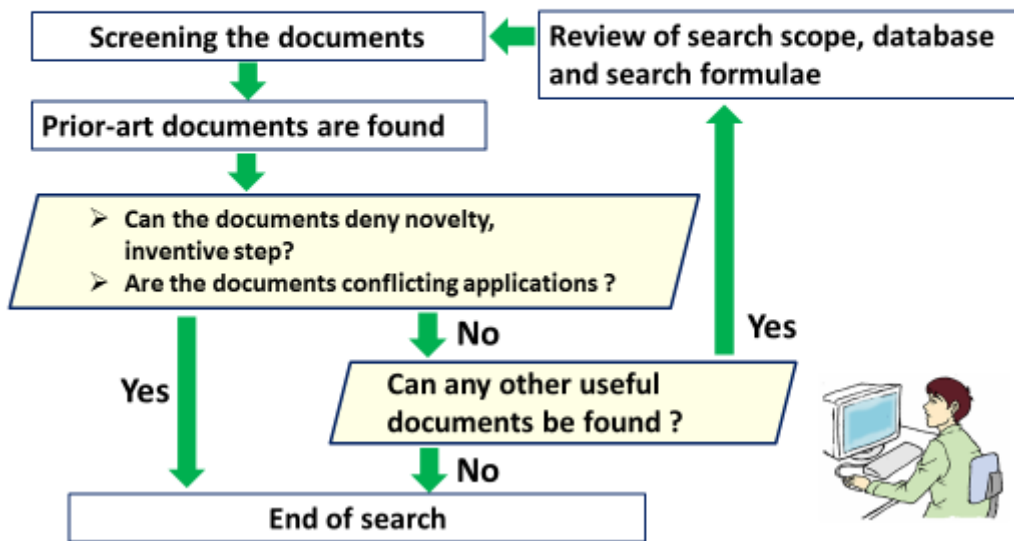 Screening the documents
Review of search scope, database
and search formulae
Prior-art documents are found
➢ Can the documents deny novelty,
inventive step?
➢ Are the documents conflicting applications ?
No
Yes
Yes
Can any other useful
documents be found ?
No
End of search